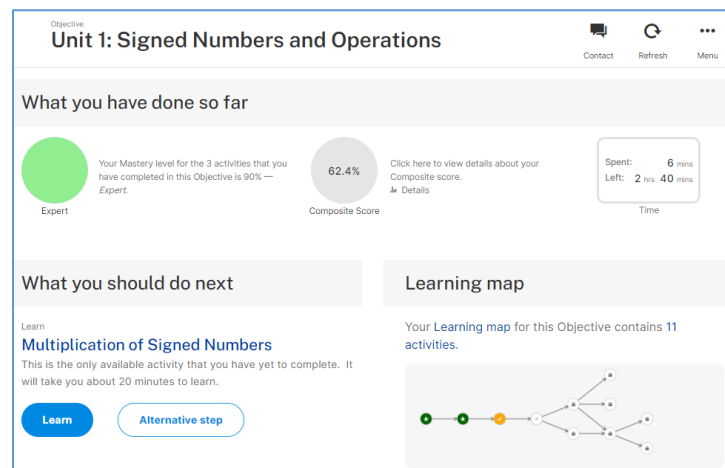 Objective
Unit 1: Signed Numbers and Operations
Contact
Refresh
Menu
What you have done so far
Your Mastery level for the 3 activities that you
have completed in this Objective is 90% —
Expert.
Expert
62.4%
Composite Score
Click here to view details about your
Composite score.
Details
Spent: 6 mins
Left: 2 hrs 40 mins
Time
What you should do next
Learn
Multiplication of Signed Numbers
This is the only available activity that you have yet to complete. It
will take you about 20 minutes to learn.
Learn
Alternative step
Learning map
Your Learning map for this Objective contains 11
activities.